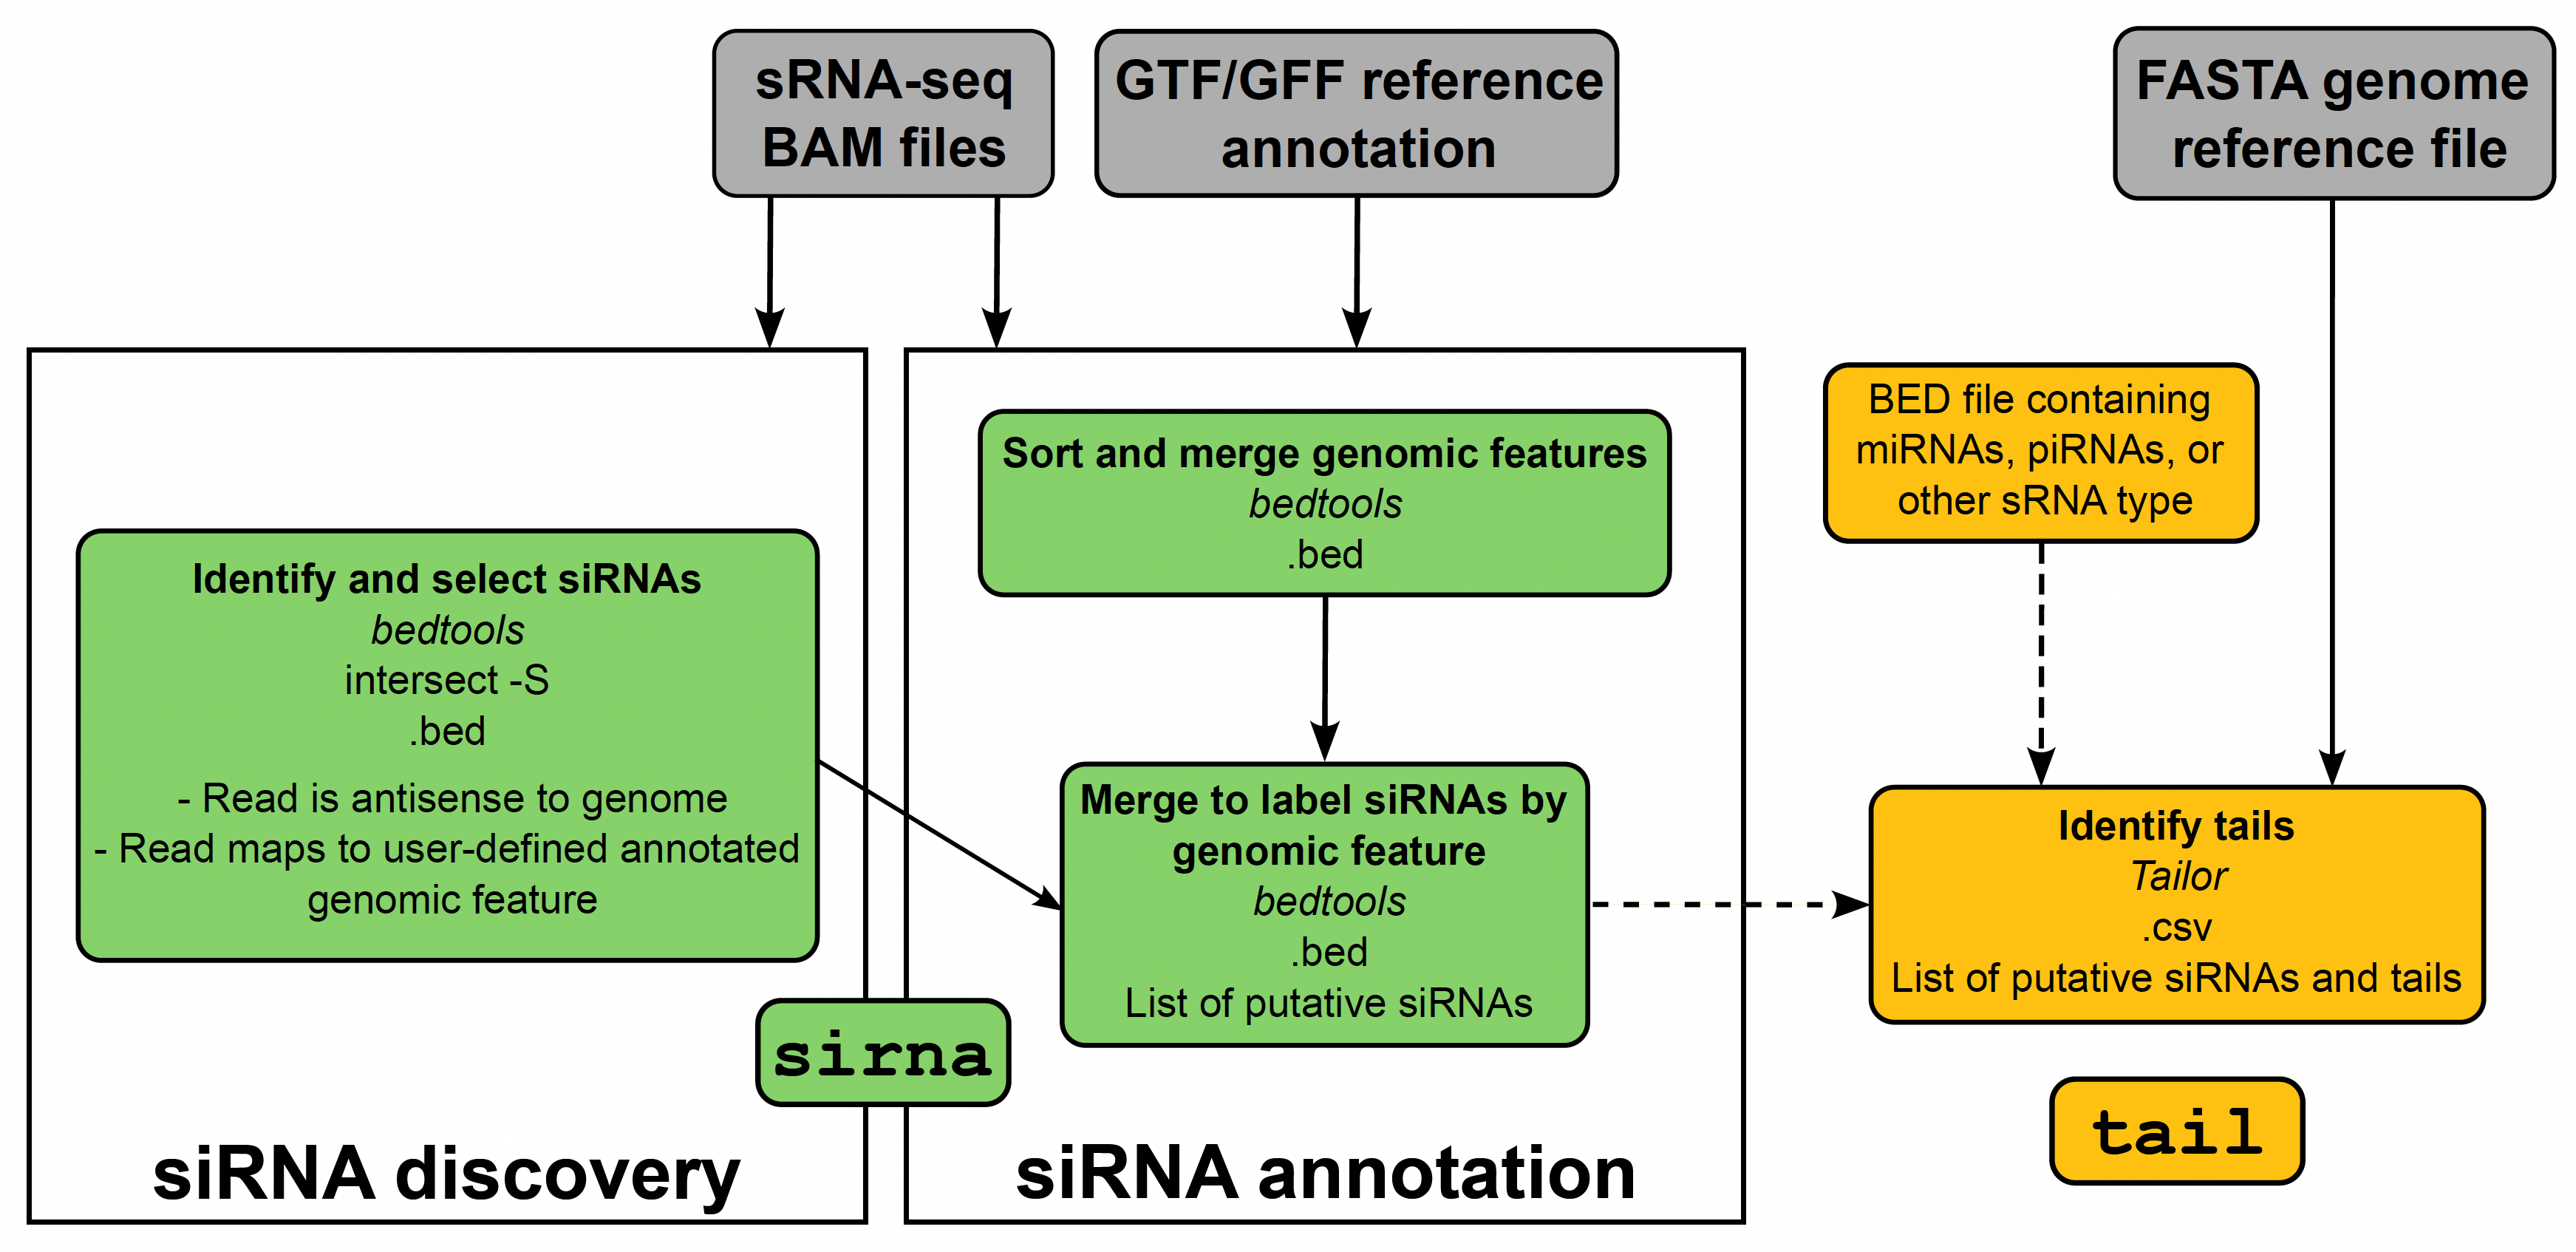 sRNA-seq
BAM files
GTF/GFF reference
annotation
FASTA genome
reference file
Identify and select siRNAs
bedtools
intersect -S
.bed
- Read is antisense to genome
- Read maps to user-defined annotated
genomic feature
siRNA discovery
sirna
Sort and merge genomic features
bedtools
.bed
Merge to label siRNAs by
genomic feature
bedtools
.bed
List of putative siRNAs
siRNA annotation
BED file containing
miRNAs, piRNAs, or
other sRNA type
Identify tails
Tailor
.csv
List of putative siRNAs and tails
tail